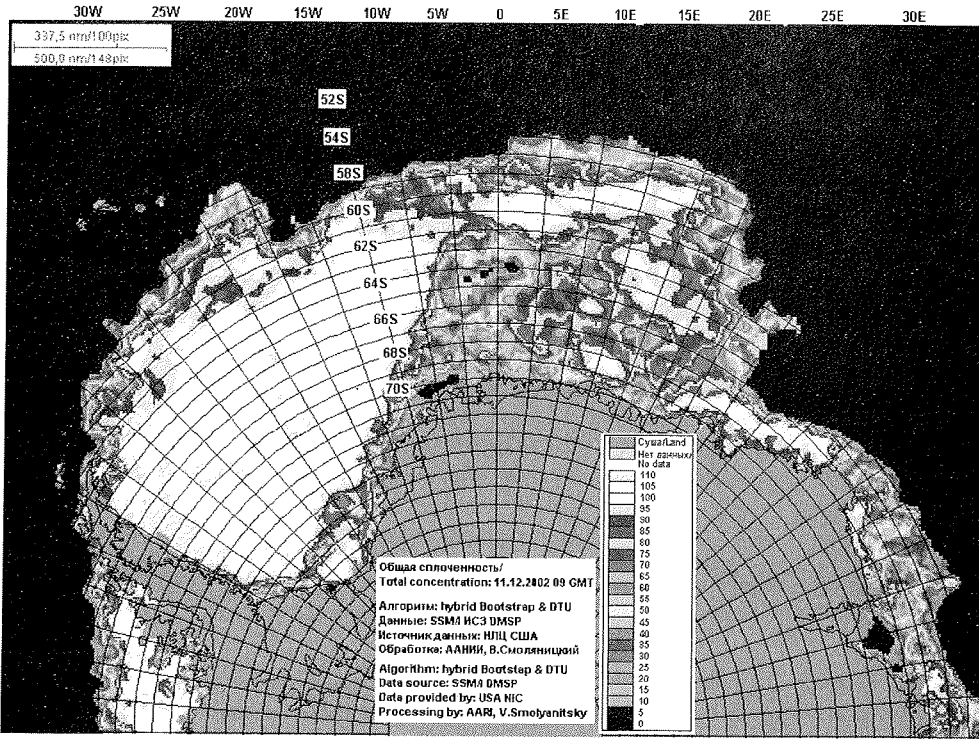 30W 25W 20W 15W 10W 5W 0 5E 10E 15E 20E 25E 30E
337,5 nm/100pix
500,0 nm/148pix
52S
54S
58S
60S
62S
64S
66S
68S
70S
Суша/Land
Нет данных/
No data
110
105
100
95
90
85
80
75
70
65
60
55
50
45
40
35
30
25
20
15
10
5
0
Общая сплоченность/
Total concentration: 11.12.2002 09 GMT
Алгоритм: hybrid Bootstrap & DTU
Данные: SSM/I ИСЗ DMSP
Источник данных: НЛЦ США
Обработка: ААНИИ, В.Смоляницкий
Algorithm: hybrid Bootstap & DTU
Data source: SSM/I DMSP
Data provided by: USA NIC
Processing by: AARI, V.Smolyanitsky